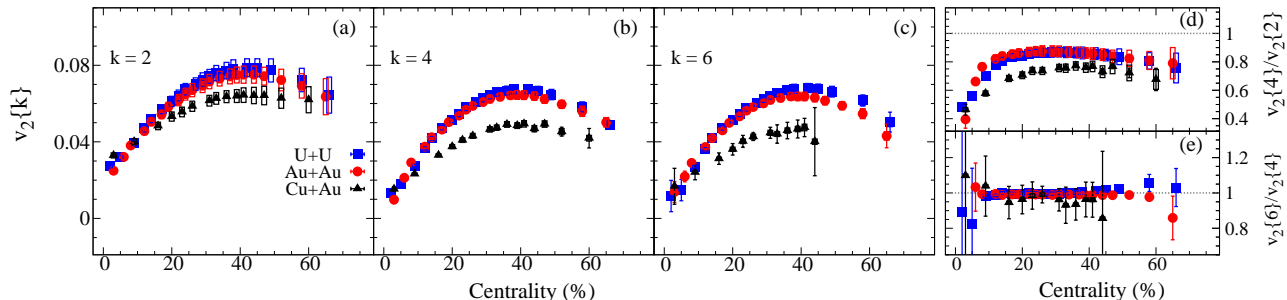 (a)
(b)
(c)
(d)
k = 2
k = 4
k = 6
v₂{k}
0.08
0.04
0
U+U
Au+Au
Cu+Au
0 20 40 60
0 20 40 60
0 20 40 60
Centrality (%)
Centrality (%)
1
0.8
0.6
0.4
v₂{4}/v₂{2}
(e)
1.2
1
0.8
v₂{6}/v₂{4}
0 20 40 60
Centrality (%)